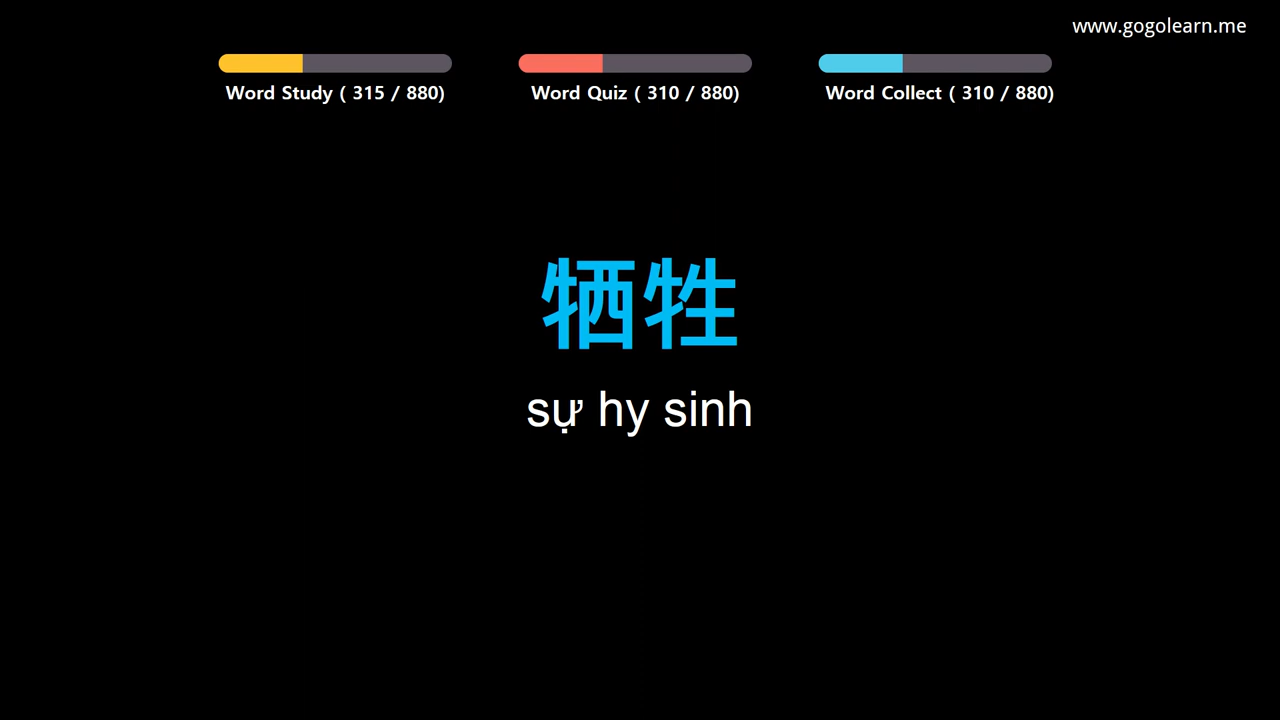 www.gogolearn.me
Word Study ( 315 / 880)
Word Quiz ( 310 / 880)
Word Collect ( 310 / 880)
牺牲
sự hy sinh